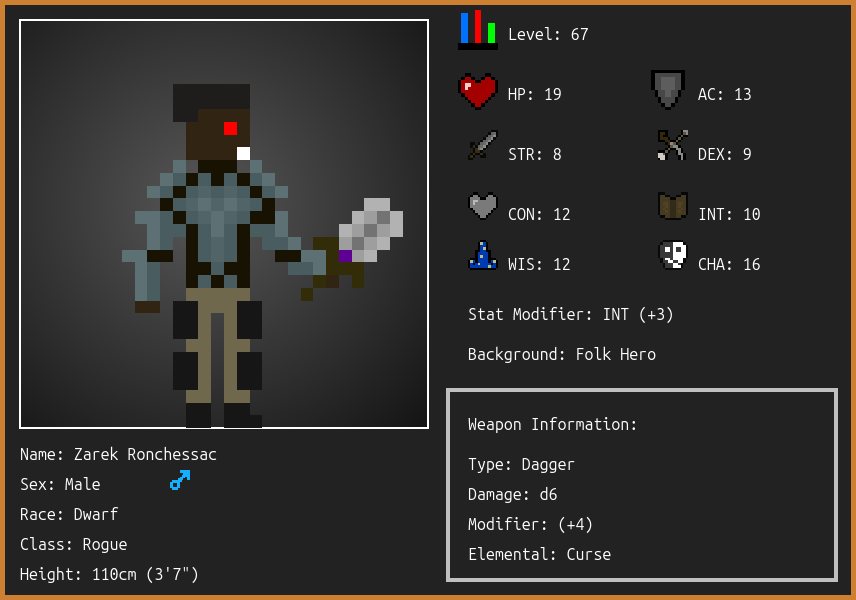 Level: 67
HP: 19
AC: 13
STR: 8
DEX: 9
CON: 12
INT: 10
WIS: 12
CHA: 16
Stat Modifier: INT (+3)
Background: Folk Hero
Weapon Information:
Type: Dagger
Damage: d6
Modifier: (+4)
Elemental: Curse
Name: Zarek Ronchessac
Sex: Male
Race: Dwarf
Class: Rogue
Height: 110cm (3'7")